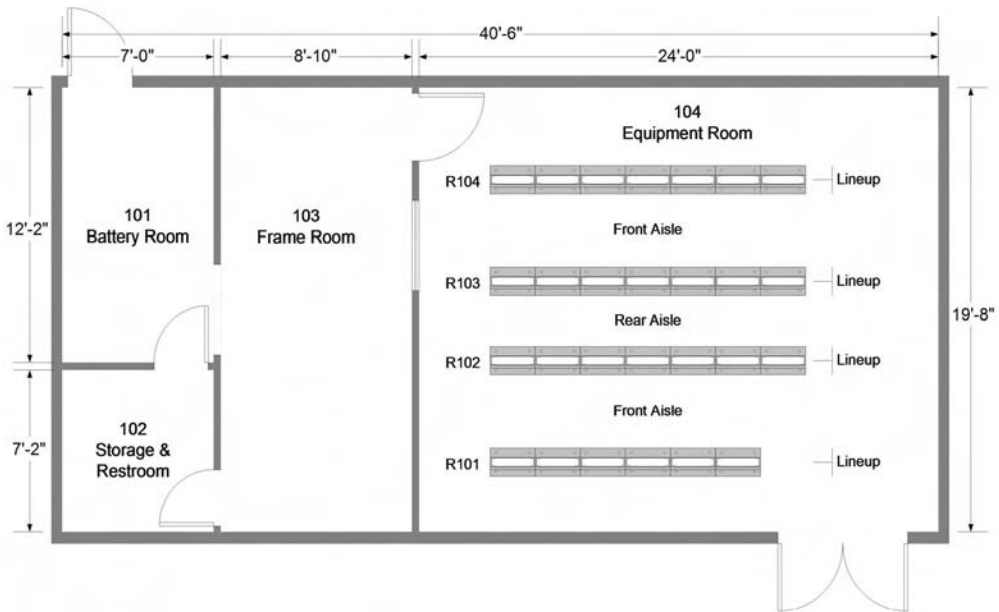 40'-6"
7'-0"
8'-10"
24'-0"
104
Equipment Room
R104
Lineup
12'-2"
101
Battery Room
103
Frame Room
Front Aisle
R103
Lineup
19'-8"
Rear Aisle
R102
Lineup
Front Aisle
7'-2"
102
Storage &
Restroom
R101
Lineup